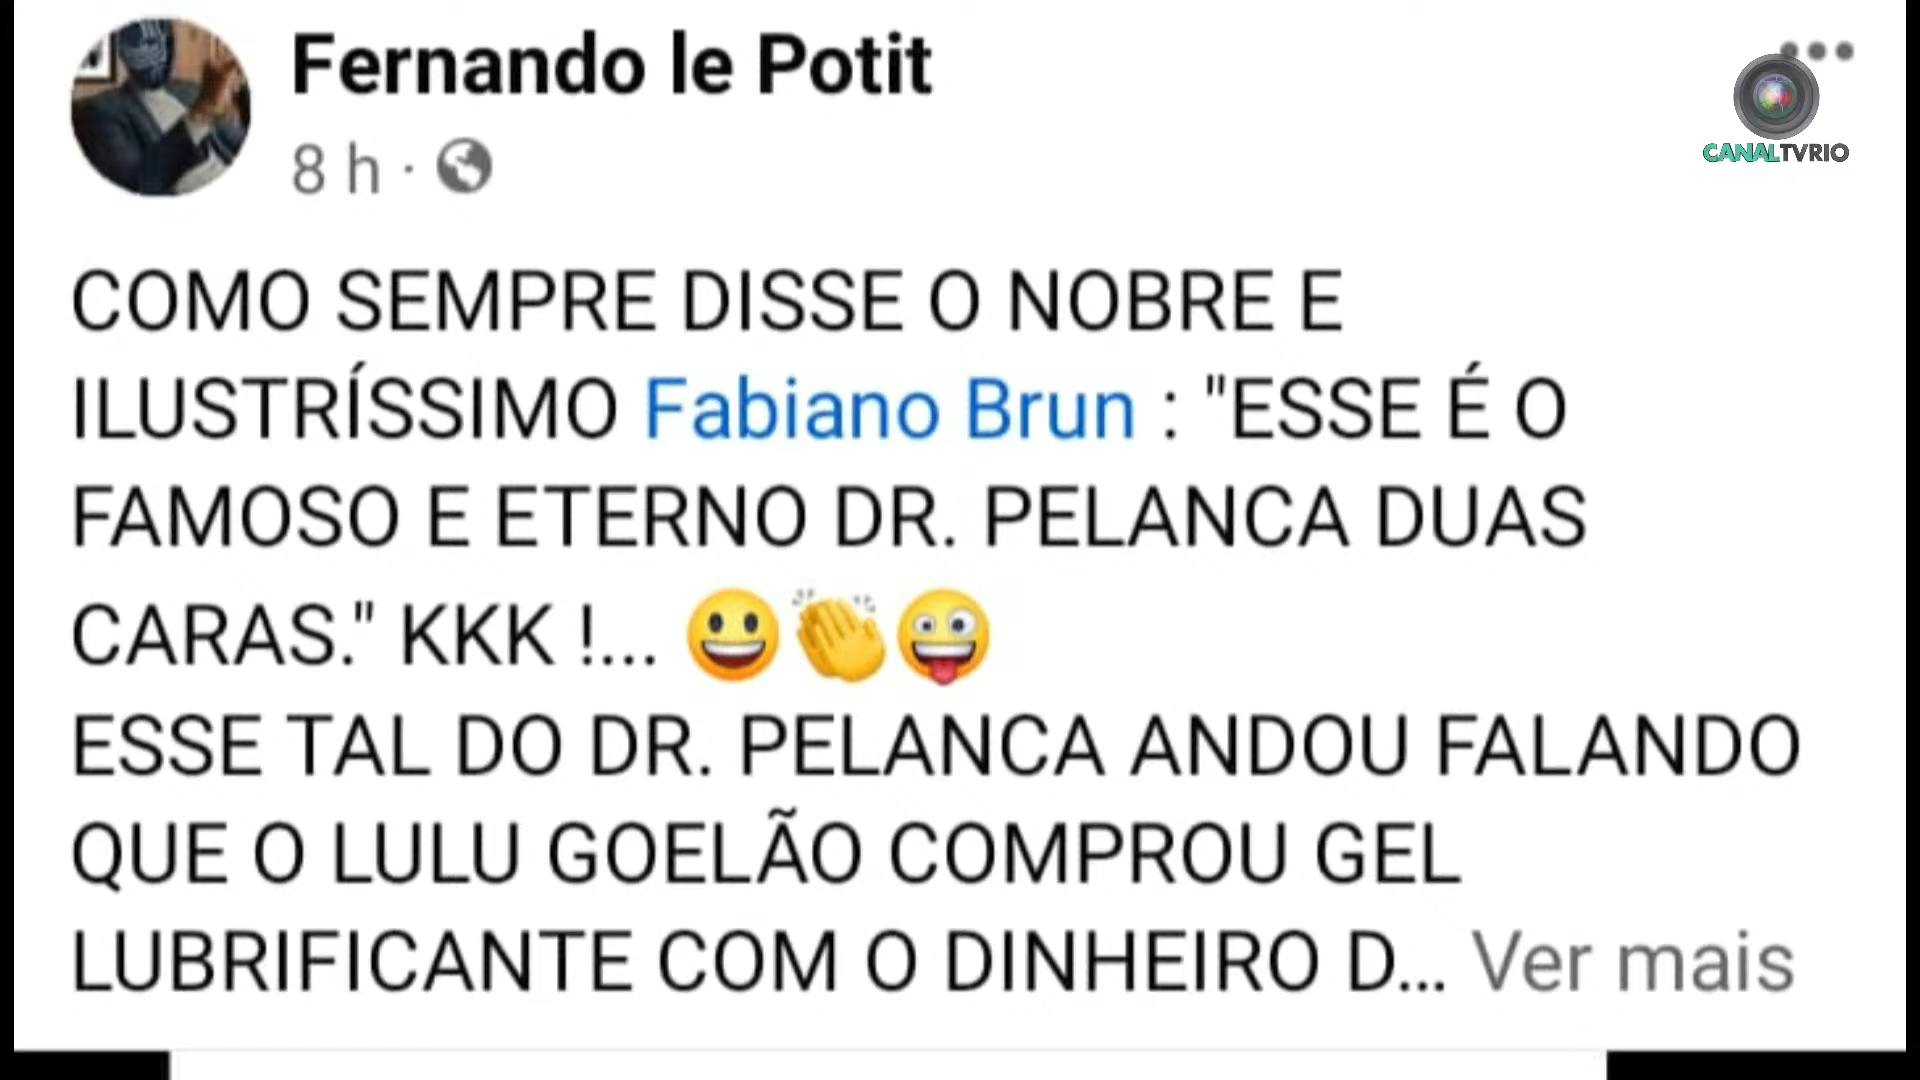 Fernando le Potit
8 h ·
CANALTVRIO
COMO SEMPRE DISSE O NOBRE E
ILUSTRÍSSIMO Fabiano Brun : "ESSE É O
FAMOSO E ETERNO DR. PELANCA DUAS
CARAS." KKK !... 😃👏🤪
ESSE TAL DO DR. PELANCA ANDOU FALANDO
QUE O LULU GOELÃO COMPROU GEL
LUBRIFICANTE COM O DINHEIRO D... Ver mais